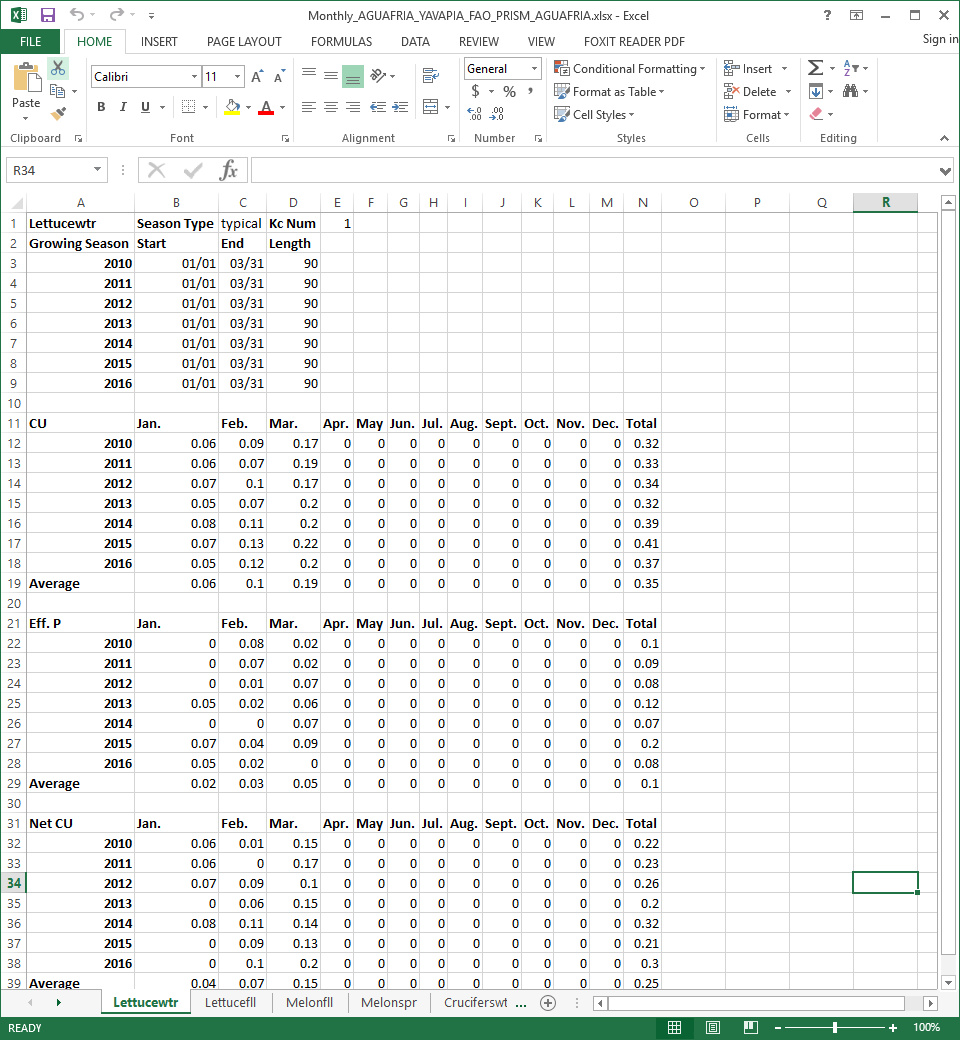 Monthly_AGUAFRIA_YAVAPIA_FAO_PRISM_AGUAFRIA.xlsx - Excel
FILE HOME INSERT PAGE LAYOUT FORMULAS DATA REVIEW VIEW FOXIT READER PDF Sign in
Paste
Calibri 11
B I U A
General
$ % ,
Conditional Formatting
Format as Table
Cell Styles
Insert
Delete
Format
Clipboard Font Alignment Number Styles Cells Editing
R34 fx
A B C D E F G H I J K L M N O P Q R
1 Lettucewtr Season Type typical Kc Num 1
2 Growing Season Start End Length
3 2010 01/01 03/31 90
4 2011 01/01 03/31 90
5 2012 01/01 03/31 90
6 2013 01/01 03/31 90
7 2014 01/01 03/31 90
8 2015 01/01 03/31 90
9 2016 01/01 03/31 90
10
11 CU Jan. Feb. Mar. Apr. May Jun. Jul. Aug. Sept. Oct. Nov. Dec. Total
12 2010 0.06 0.09 0.17 0 0 0 0 0 0 0 0 0 0.32
13 2011 0.06 0.07 0.19 0 0 0 0 0 0 0 0 0 0.33
14 2012 0.07 0.1 0.17 0 0 0 0 0 0 0 0 0 0.34
15 2013 0.05 0.07 0.2 0 0 0 0 0 0 0 0 0 0.32
16 2014 0.08 0.11 0.2 0 0 0 0 0 0 0 0 0 0.39
17 2015 0.07 0.13 0.22 0 0 0 0 0 0 0 0 0 0.41
18 2016 0.05 0.12 0.2 0 0 0 0 0 0 0 0 0 0.37
19 Average 0.06 0.1 0.19 0 0 0 0 0 0 0 0 0 0.35
20
21 Eff. P Jan. Feb. Mar. Apr. May Jun. Jul. Aug. Sept. Oct. Nov. Dec. Total
22 2010 0 0.08 0.02 0 0 0 0 0 0 0 0 0 0.1
23 2011 0 0.07 0.02 0 0 0 0 0 0 0 0 0 0.09
24 2012 0 0.01 0.07 0 0 0 0 0 0 0 0 0 0.08
25 2013 0.05 0.02 0.06 0 0 0 0 0 0 0 0 0 0.12
26 2014 0 0 0.07 0 0 0 0 0 0 0 0 0 0.07
27 2015 0.07 0.04 0.09 0 0 0 0 0 0 0 0 0 0.2
28 2016 0.05 0.02 0 0 0 0 0 0 0 0 0 0 0.08
29 Average 0.02 0.03 0.05 0 0 0 0 0 0 0 0 0 0.1
30
31 Net CU Jan. Feb. Mar. Apr. May Jun. Jul. Aug. Sept. Oct. Nov. Dec. Total
32 2010 0.06 0.01 0.15 0 0 0 0 0 0 0 0 0 0.22
33 2011 0.06 0 0.17 0 0 0 0 0 0 0 0 0 0.23
34 2012 0.07 0.09 0.1 0 0 0 0 0 0 0 0 0 0.26
35 2013 0 0.06 0.15 0 0 0 0 0 0 0 0 0 0.2
36 2014 0.08 0.11 0.14 0 0 0 0 0 0 0 0 0 0.32
37 2015 0 0.09 0.13 0 0 0 0 0 0 0 0 0 0.21
38 2016 0 0.1 0.2 0 0 0 0 0 0 0 0 0 0.3
39 Average 0.04 0.07 0.15 0 0 0 0 0 0 0 0 0 0.25
Lettucewtr Lettucefll Melonfll Melonspr Cruciferswt ...
READY 100%